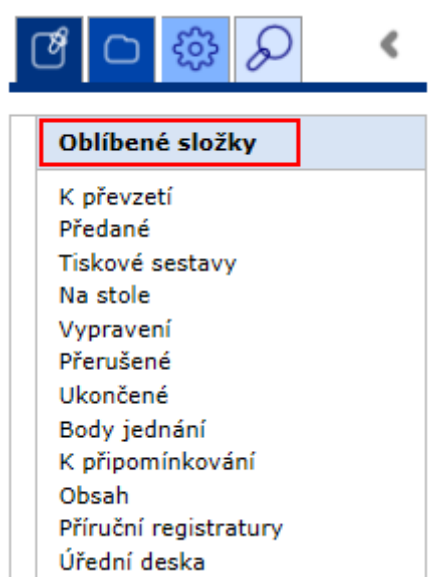 Oblíbené složky
K převzetí
Předané
Tiskové sestavy
Na stole
Vypravení
Přerušené
Ukončené
Body jednání
K připomínkování
Obsah
Příruční registratury
Úřední deska